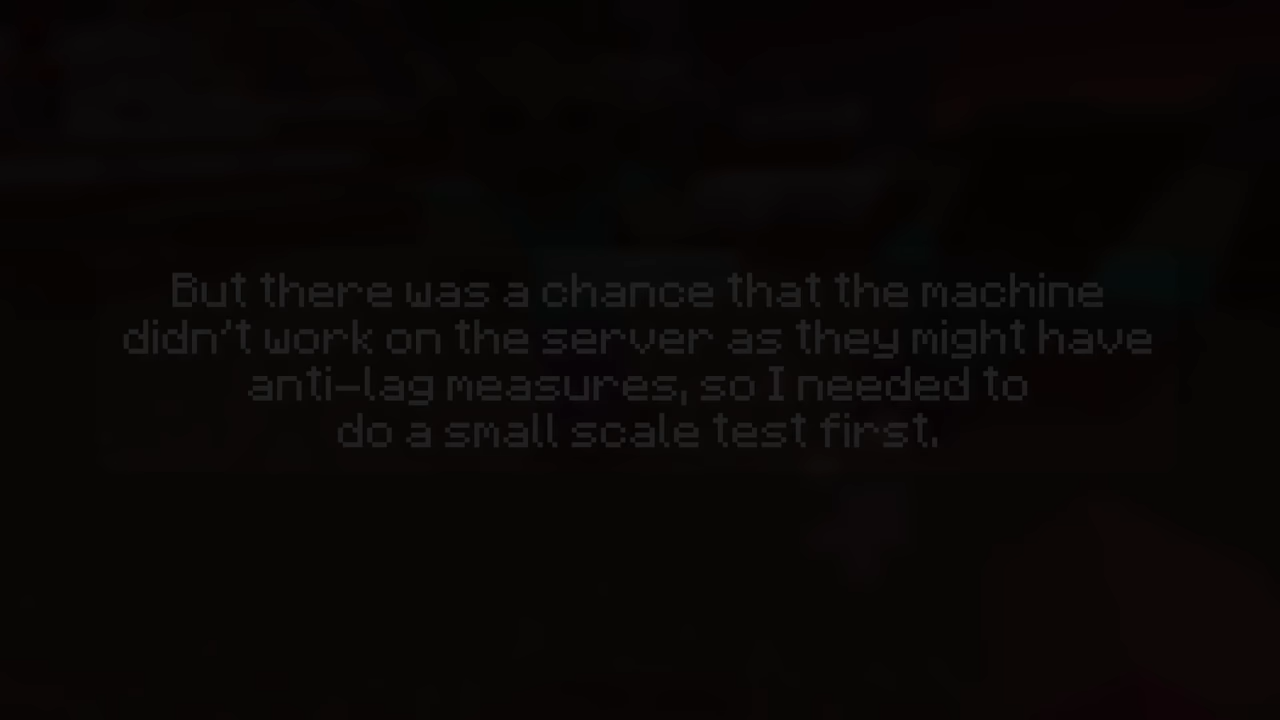 But there was a chance that the machine
didn't work on the server as they might have
anti-lag measures, so I needed to
do a small scale test first.